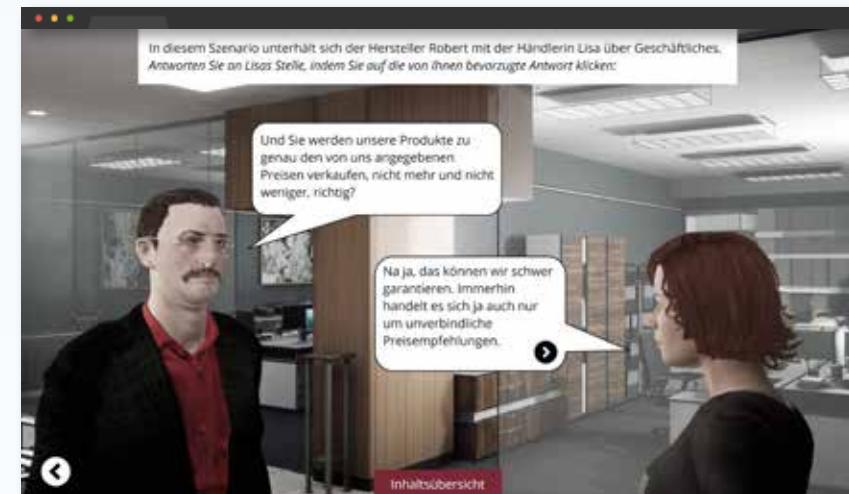 In diesem Szenario unterhält sich der Hersteller Robert mit der Händlerin Lisa über Geschäftliches.
Antworten Sie an Lisas Stelle, indem Sie auf die von Ihnen bevorzugte Antwort klicken:
Und Sie werden unsere Produkte zu
genau den von uns angegebenen
Preisen verkaufen, nicht mehr und nicht
weniger, richtig?
Na ja, das können wir schwer
garantieren. Immerhin
handelt es sich ja auch nur
um unverbindliche
Preisempfehlungen.
Inhaltsübersicht